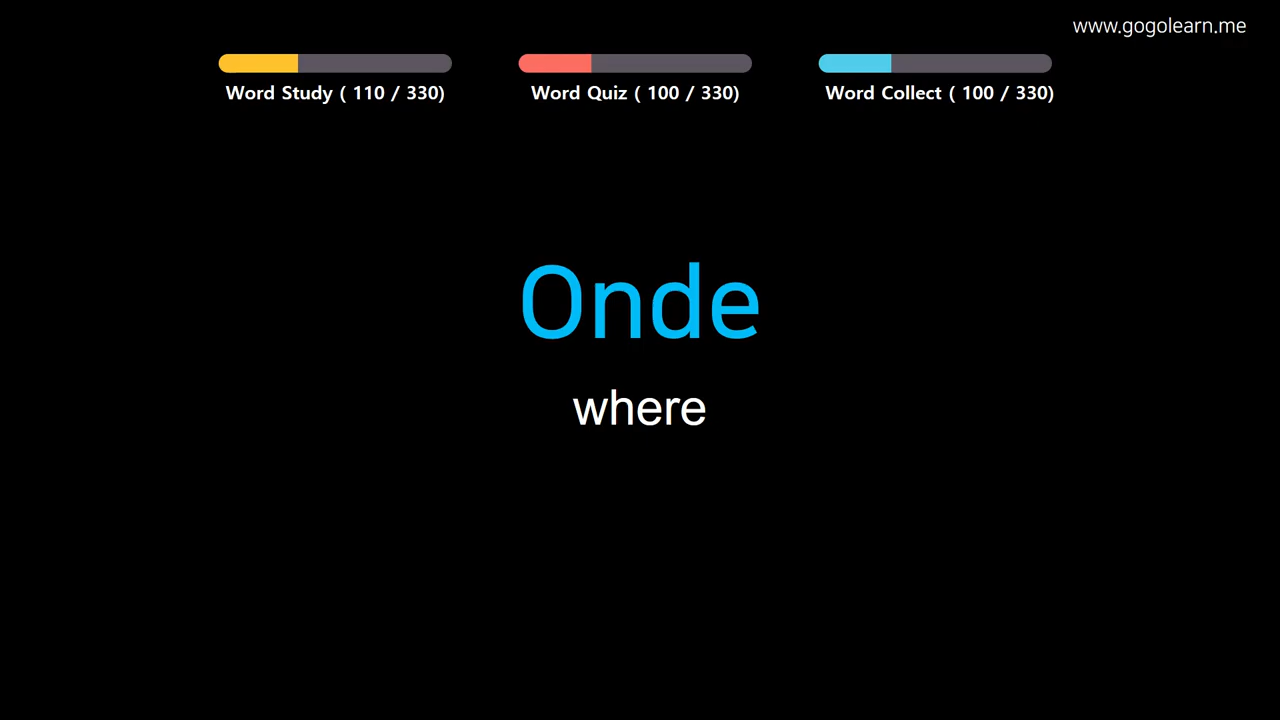 www.gogolearn.me
Word Study ( 110 / 330)
Word Quiz ( 100 / 330)
Word Collect ( 100 / 330)
Onde
where